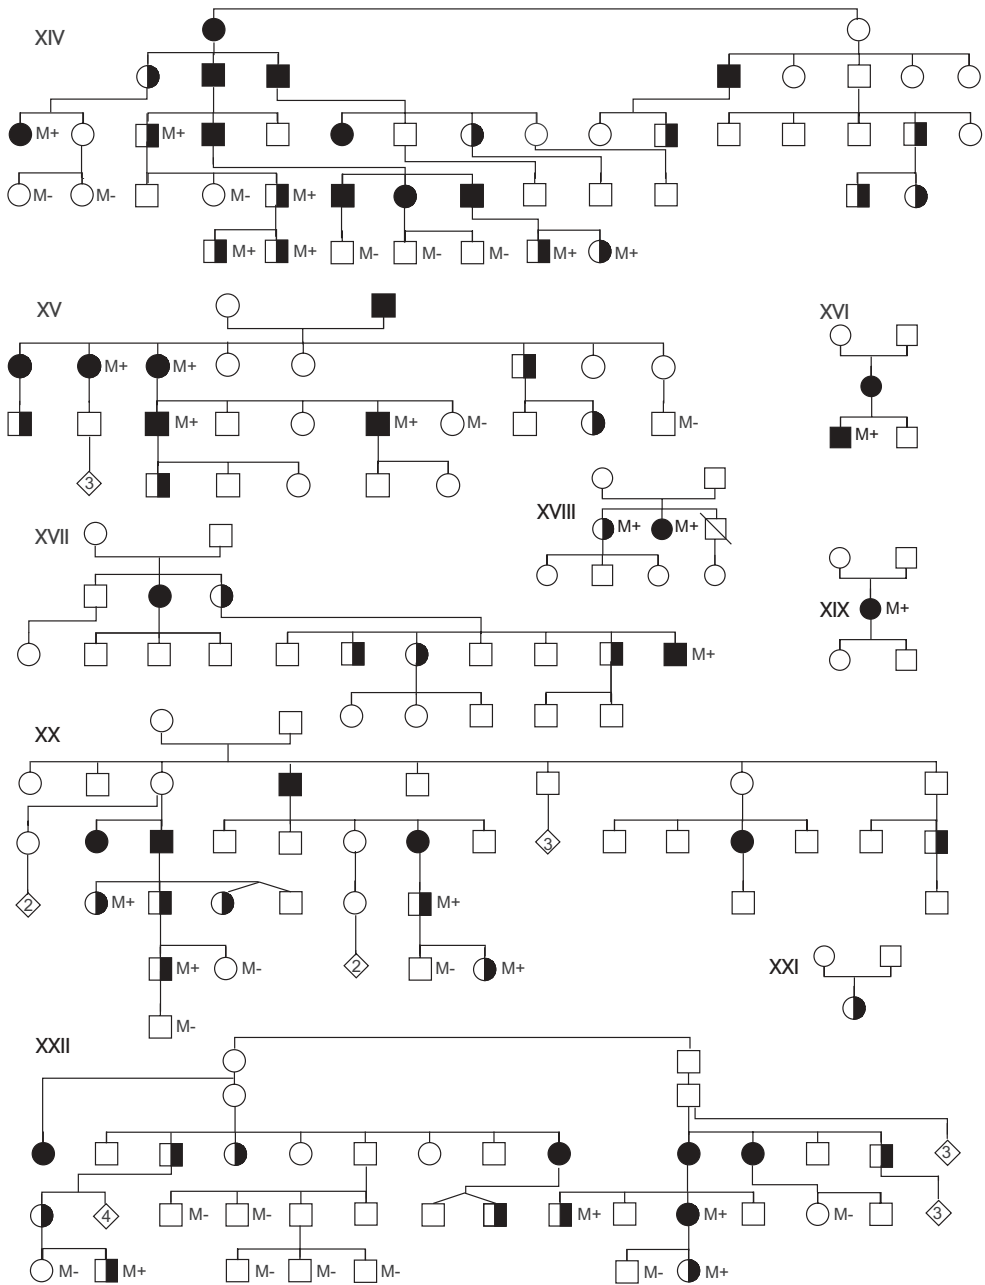 XIV
M+ M+
M- M- M- M+
M+ M+ M- M- M- M+ M+
XV
XVI
M+ M+
M+ M+ M- M- M+
3
XVIII
M+ M+
XVII
XIX M+
M+
XX
3
2 M+ M+
M+ M- 2 M- M+
XXI
M-
XXII
3
4 M- M- M+ M+ M- 3
M- M+ M- M- M- M- M+